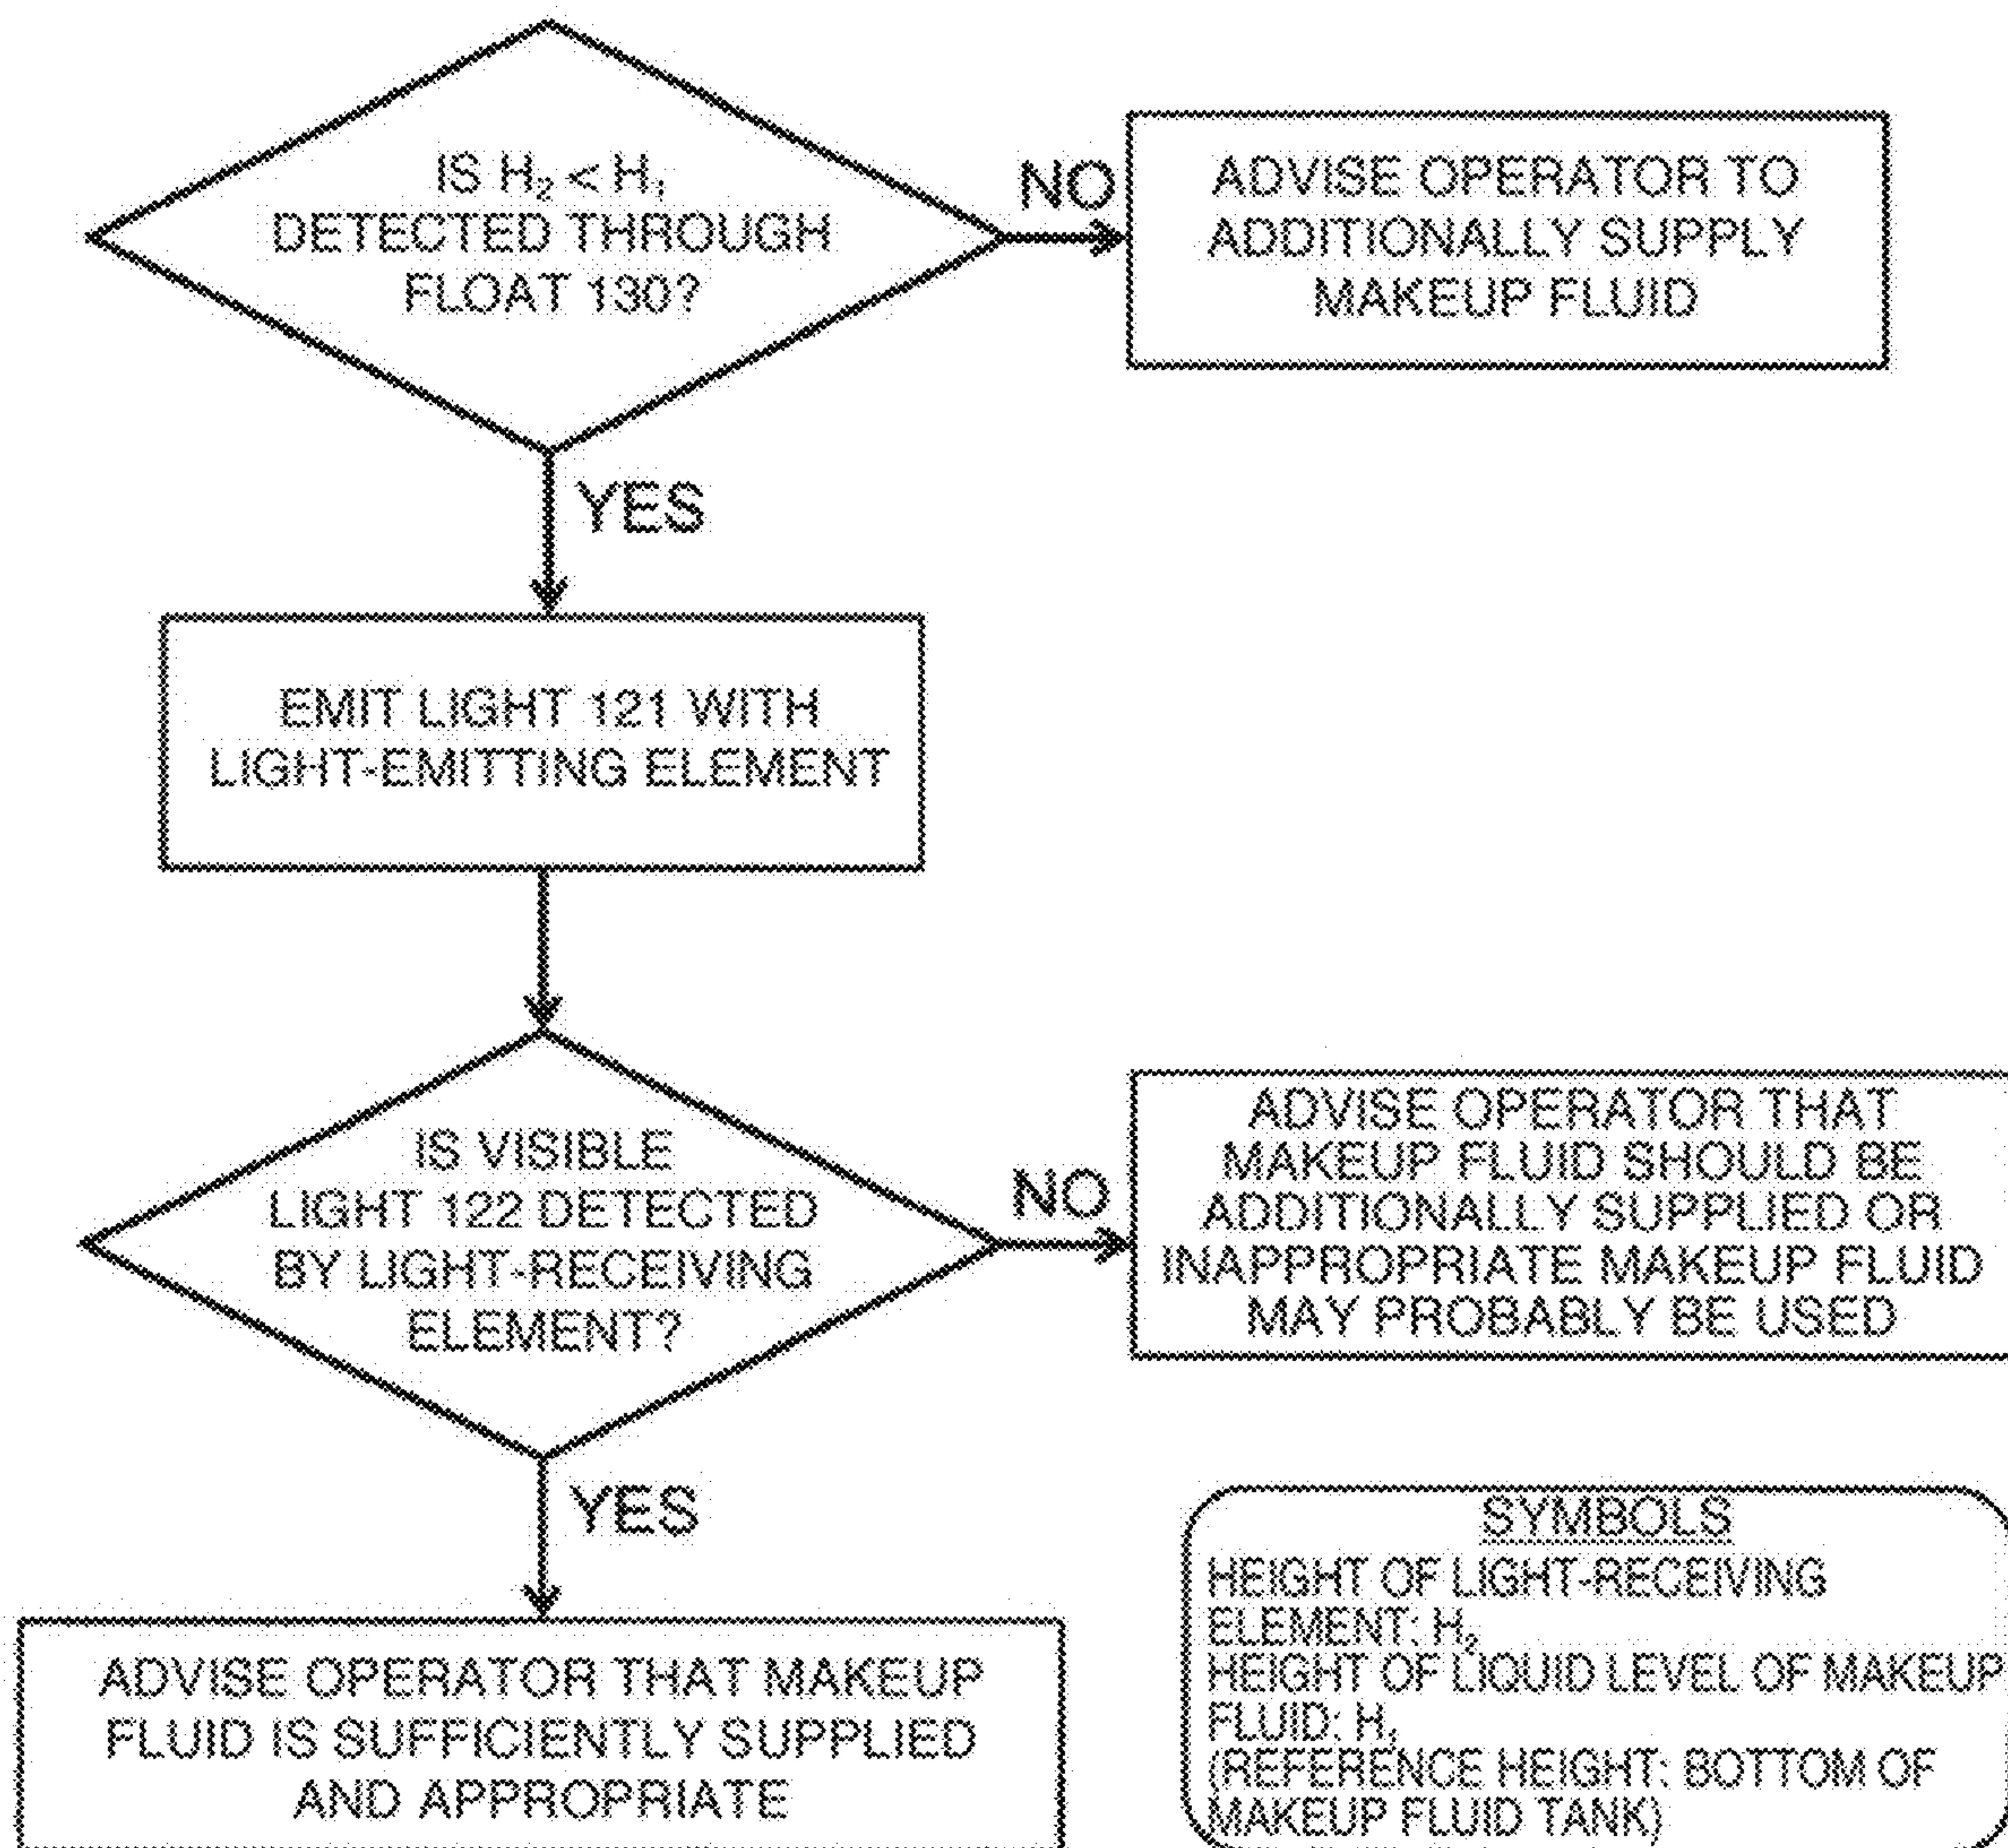 IS H₂ < H₁
DETECTED THROUGH
FLOAT 130?
NO
ADVISE OPERATOR TO
ADDITIONALLY SUPPLY
MAKEUP FLUID
YES
EMIT LIGHT 121 WITH
LIGHT-EMITTING ELEMENT
IS VISIBLE
LIGHT 122 DETECTED
BY LIGHT-RECEIVING
ELEMENT?
NO
ADVISE OPERATOR THAT
MAKEUP FLUID SHOULD BE
ADDITIONALLY SUPPLIED OR
INAPPROPRIATE MAKEUP FLUID
MAY PROBABLY BE USED
YES
ADVISE OPERATOR THAT MAKEUP
FLUID IS SUFFICIENTLY SUPPLIED
AND APPROPRIATE
SYMBOLS
HEIGHT OF LIGHT-RECEIVING
ELEMENT: H₂
HEIGHT OF LIQUID LEVEL OF MAKEUP
FLUID: H₁
(REFERENCE HEIGHT: BOTTOM OF
MAKEUP FLUID TANK)